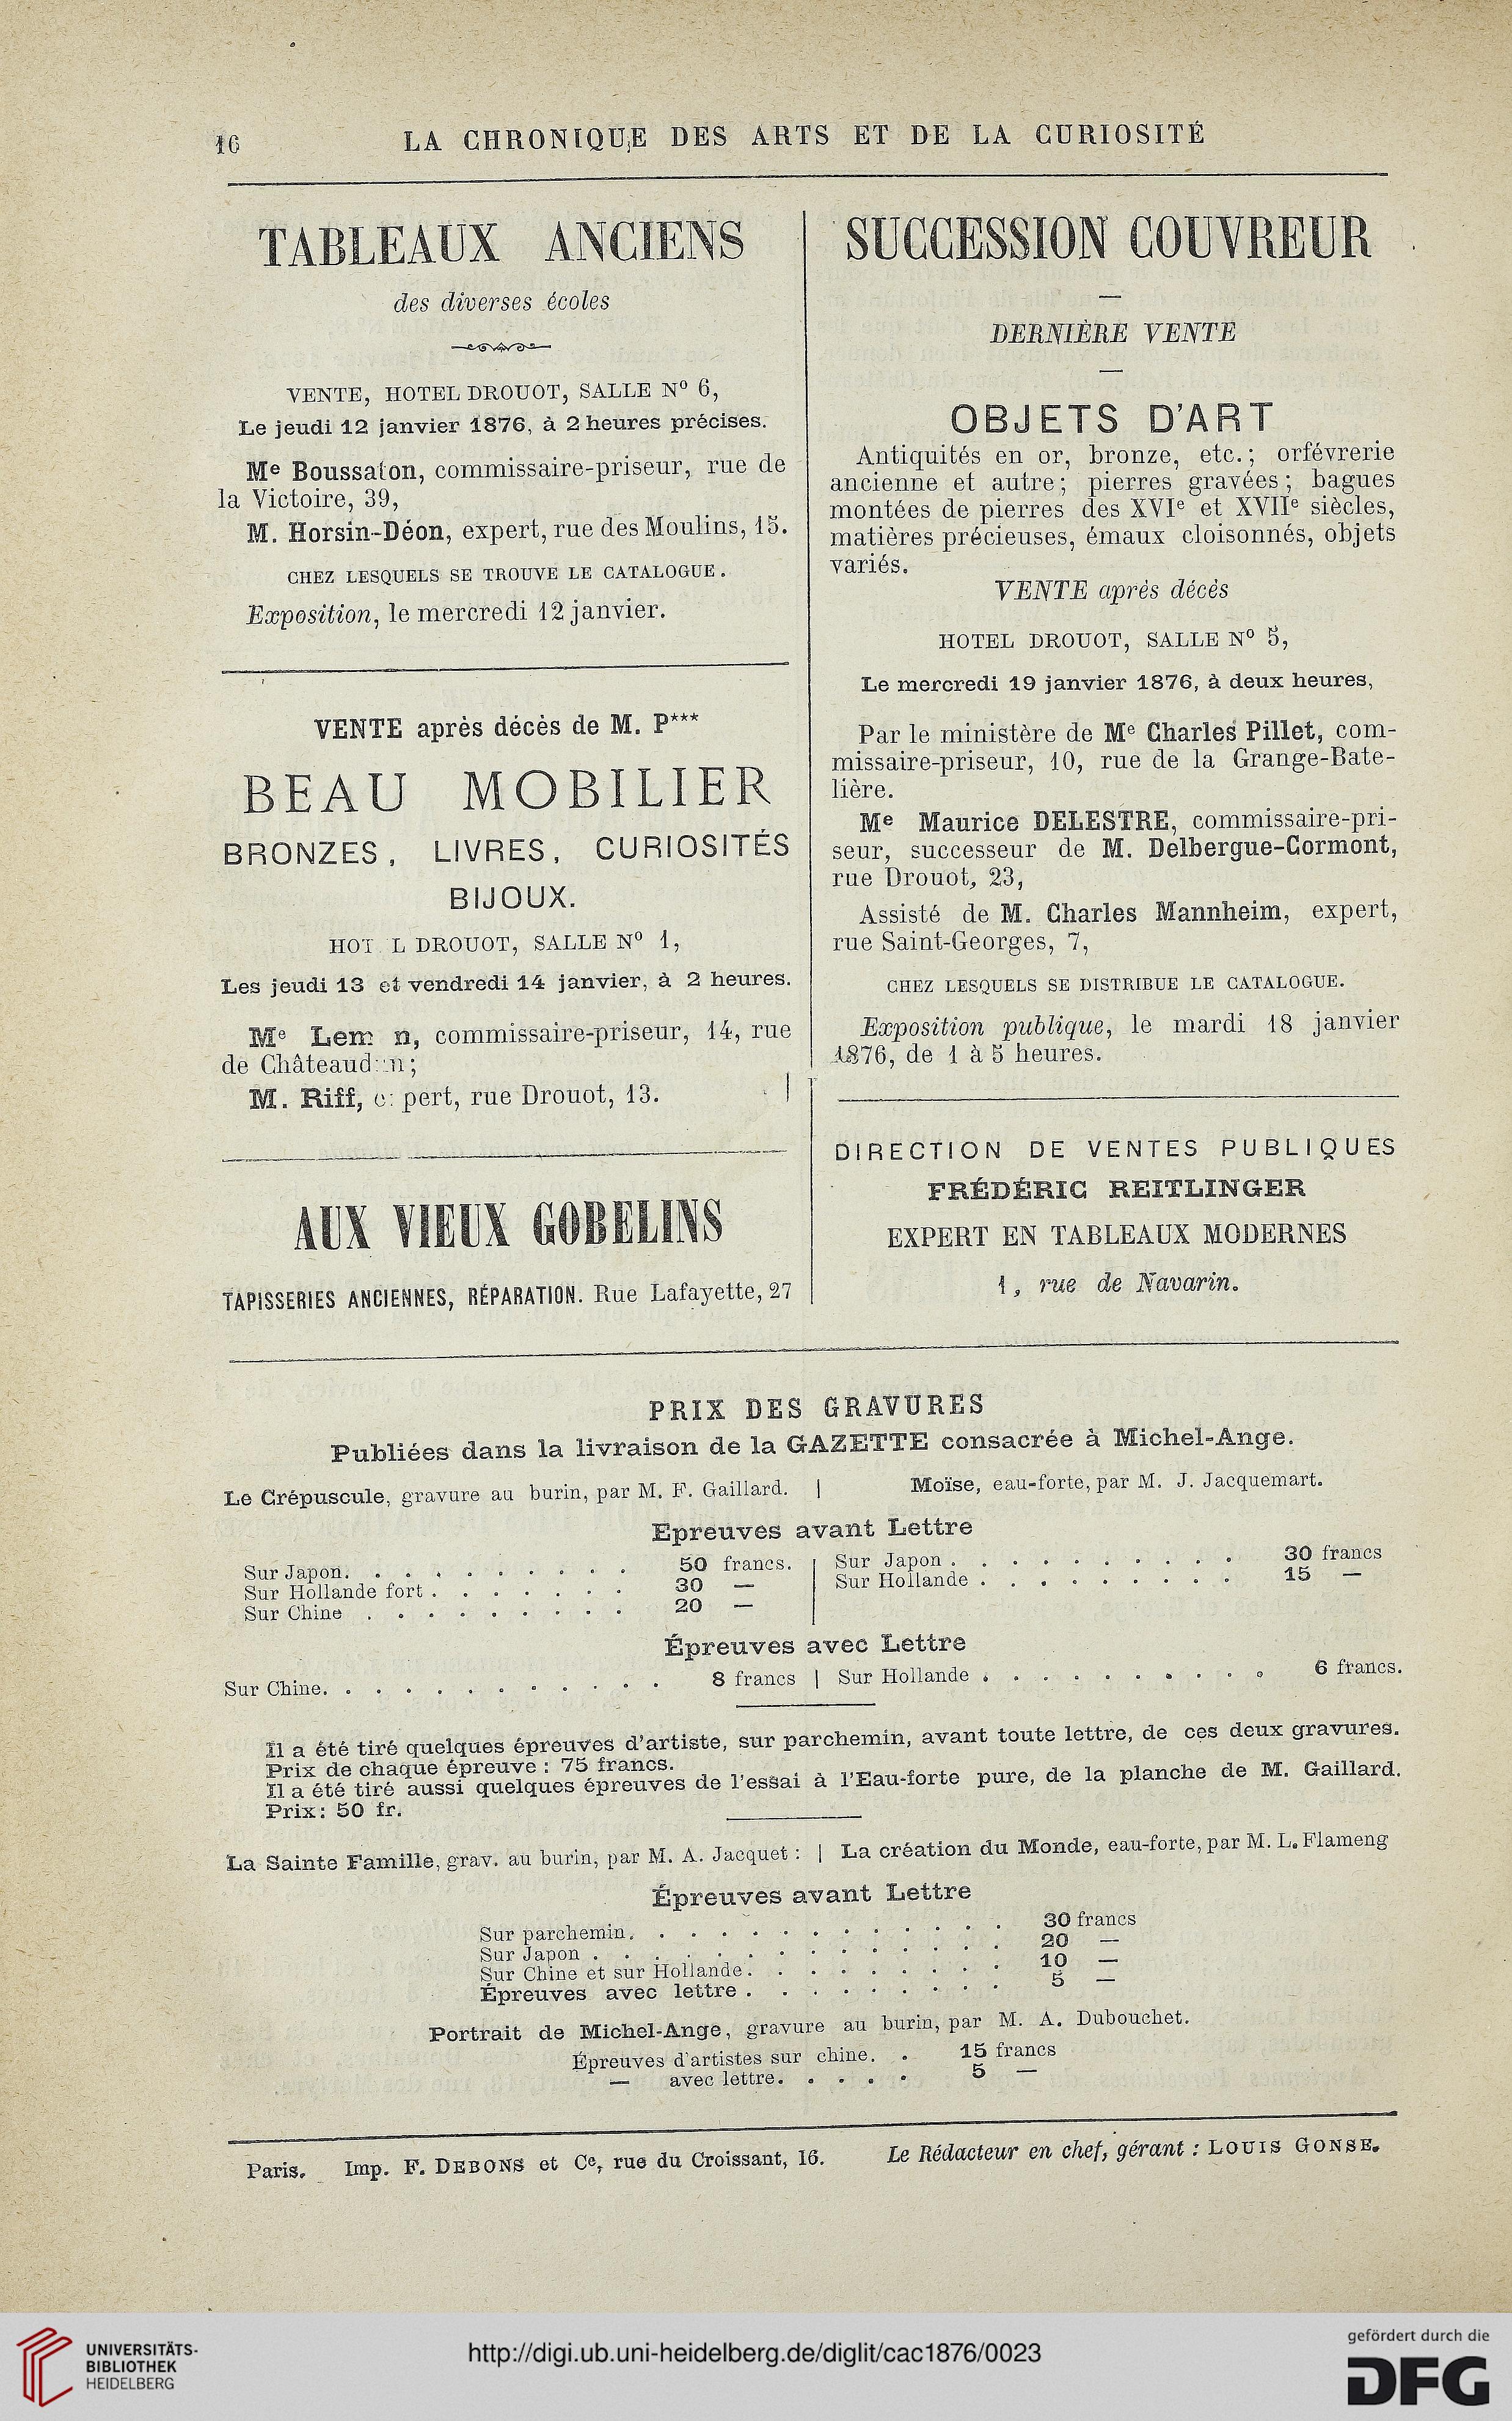 16
LA CHRONIQUE DES ARTS ET DE LA CURIOSITÉ
TABLEAUX ANCIENS
des diverses écoles
VENTE, HOTEL DROUOT, SALLE Nº 6,
Le jeudi 12 janvier 1876, à 2 heures précises.
Me Boussaton, commissaire-priseur, rue de
la Victoire, 39,
M. Horsin-Déon, expert, rue des Moulins, 15.
CHEZ LESQUELS SE TROUVE LE CATALOGUE.
Exposition, le mercredi 12 janvier.
VENTE après décès de M. P***
BEAU MOBILIER
BRONZES, LIVRES, CURIOSITÉS
BIJOUX.
HOT L DROUOT, SALLE Nº 1,
Les jeudi 13 et vendredi 14 janvier, à 2 heures.
Me Lem n, commissaire-priseur, 14, rue
de Châteaudun;
M. Riff, e pert, rue Drouot, 13.
AUX VIEUX GOBELINS
TAPISSERIES ANCIENNES, RÉPARATION. Rue Lafayette, 27
SUCCESSION COUVREUR
DERNIÈRE VENTE
OBJETS D'ART
Antiquités en or, bronze, etc.; orfévrerie
ancienne et autre; pierres gravées; bagues
montées de pierres des XVIe et XVIIe siècles,
matières précieuses, émaux cloisonnés, objets
variés.
VENTE après décès
HOTEL DROUOT, SALLE Nº 5,
Le mercredi 19 janvier 1876, à deux heures,
Par le ministère de Me Charles Pillet, com-
missaire-priseur, 10, rue de la Grange-Bate-
lière.
Me Maurice DELESTRE, commissaire-pri-
seur, successeur de M. Delbergue-Cormont,
rue Drouot, 23,
Assisté de M. Charles Mannheim, expert,
rue Saint-Georges, 7,
CHEZ LESQUELS SE DISTRIBUE LE CATALOGUE.
Exposition publique, le mardi 18 janvier
1876, de 1 à 5 heures.
DIRECTION DE VENTES PUBLIQUES
FRÉDÉRIC REITLINGER
EXPERT EN TABLEAUX MODERNES
1, rue de Navarin.
PRIX DES GRAVURES
Publiées dans la livraison de la GAZETTE consacrée à Michel-Ange.
Le Crépuscule, gravure au burin, par M. F. Gaillard. | Moïse, eau-forte, par M. J. Jacquemart.
Epreuves avant Lettre
Sur Japon. . . . . . . . . . 50 francs. | Sur Japon . . . . . . . . . . 30 francs
Sur Hollande fort . . . . . . . 30 — | Sur Hollande . . . . . . . . . 15 —
Sur Chine . . . . . . . . . 20 —
Épreuves avec Lettre
Sur Chine. . . . . . . . . . . . 8 francs | Sur Hollande . . . . . . . . . . 6 francs.
Il a été tiré quelques épreuves d'artiste, sur parchemin, avant toute lettre, de ces deux gravures.
Prix de chaque épreuve : 75 francs.
Il a été tiré aussi quelques épreuves de l'essai à l'Eau-forte pure, de la planche de M. Gaillard.
Prix: 50 fr.
La Sainte Famille, grav. au burin, par M. A. Jacquet : | La création du Monde, eau-forte, par M. L. Flameng
Épreuves avant Lettre
Sur parchemin. . . . . . . . . . . . . 30 francs
Sur Japon . . . . . . . . . . . . . . 20 —
Sur Chine et sur Hollande. . . . . . . . . 10 —
Épreuves avec lettre . . . . . . . . . 5 —
Portrait de Michel-Ange, gravure au burin, par M. A. Dubouchet.
Épreuves d'artistes sur chine. . 15 francs
— avec lettre. . . . . 5 —
Paris. Imp. F. DEBONS et Ce, rue du Croissant, 16. Le Rédacteur en chef, gérant : LOUIS GONSE.
UNIVERSITÄTS-
BIBLIOTHEK
HEIDELBERG
http://digi.ub.uni-heidelberg.de/diglit/cac1876/0023
gefördert durch die
DFG